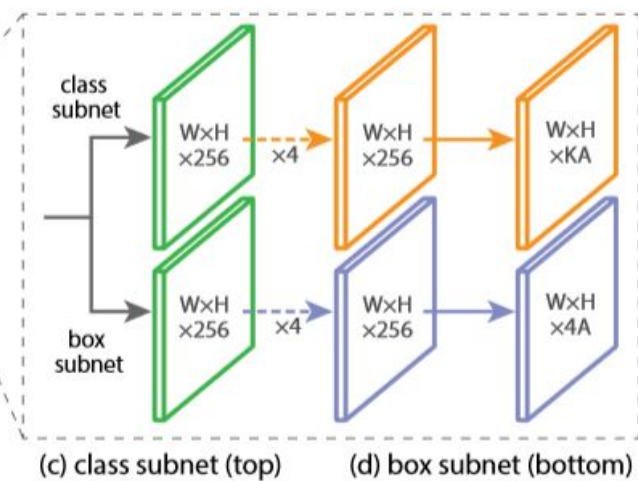 class
subnet
W×H
×256
×4
W×H
×256
W×H
×KA
W×H
×256
×4
W×H
×256
W×H
×4A
box
subnet
(c) class subnet (top)
(d) box subnet (bottom)